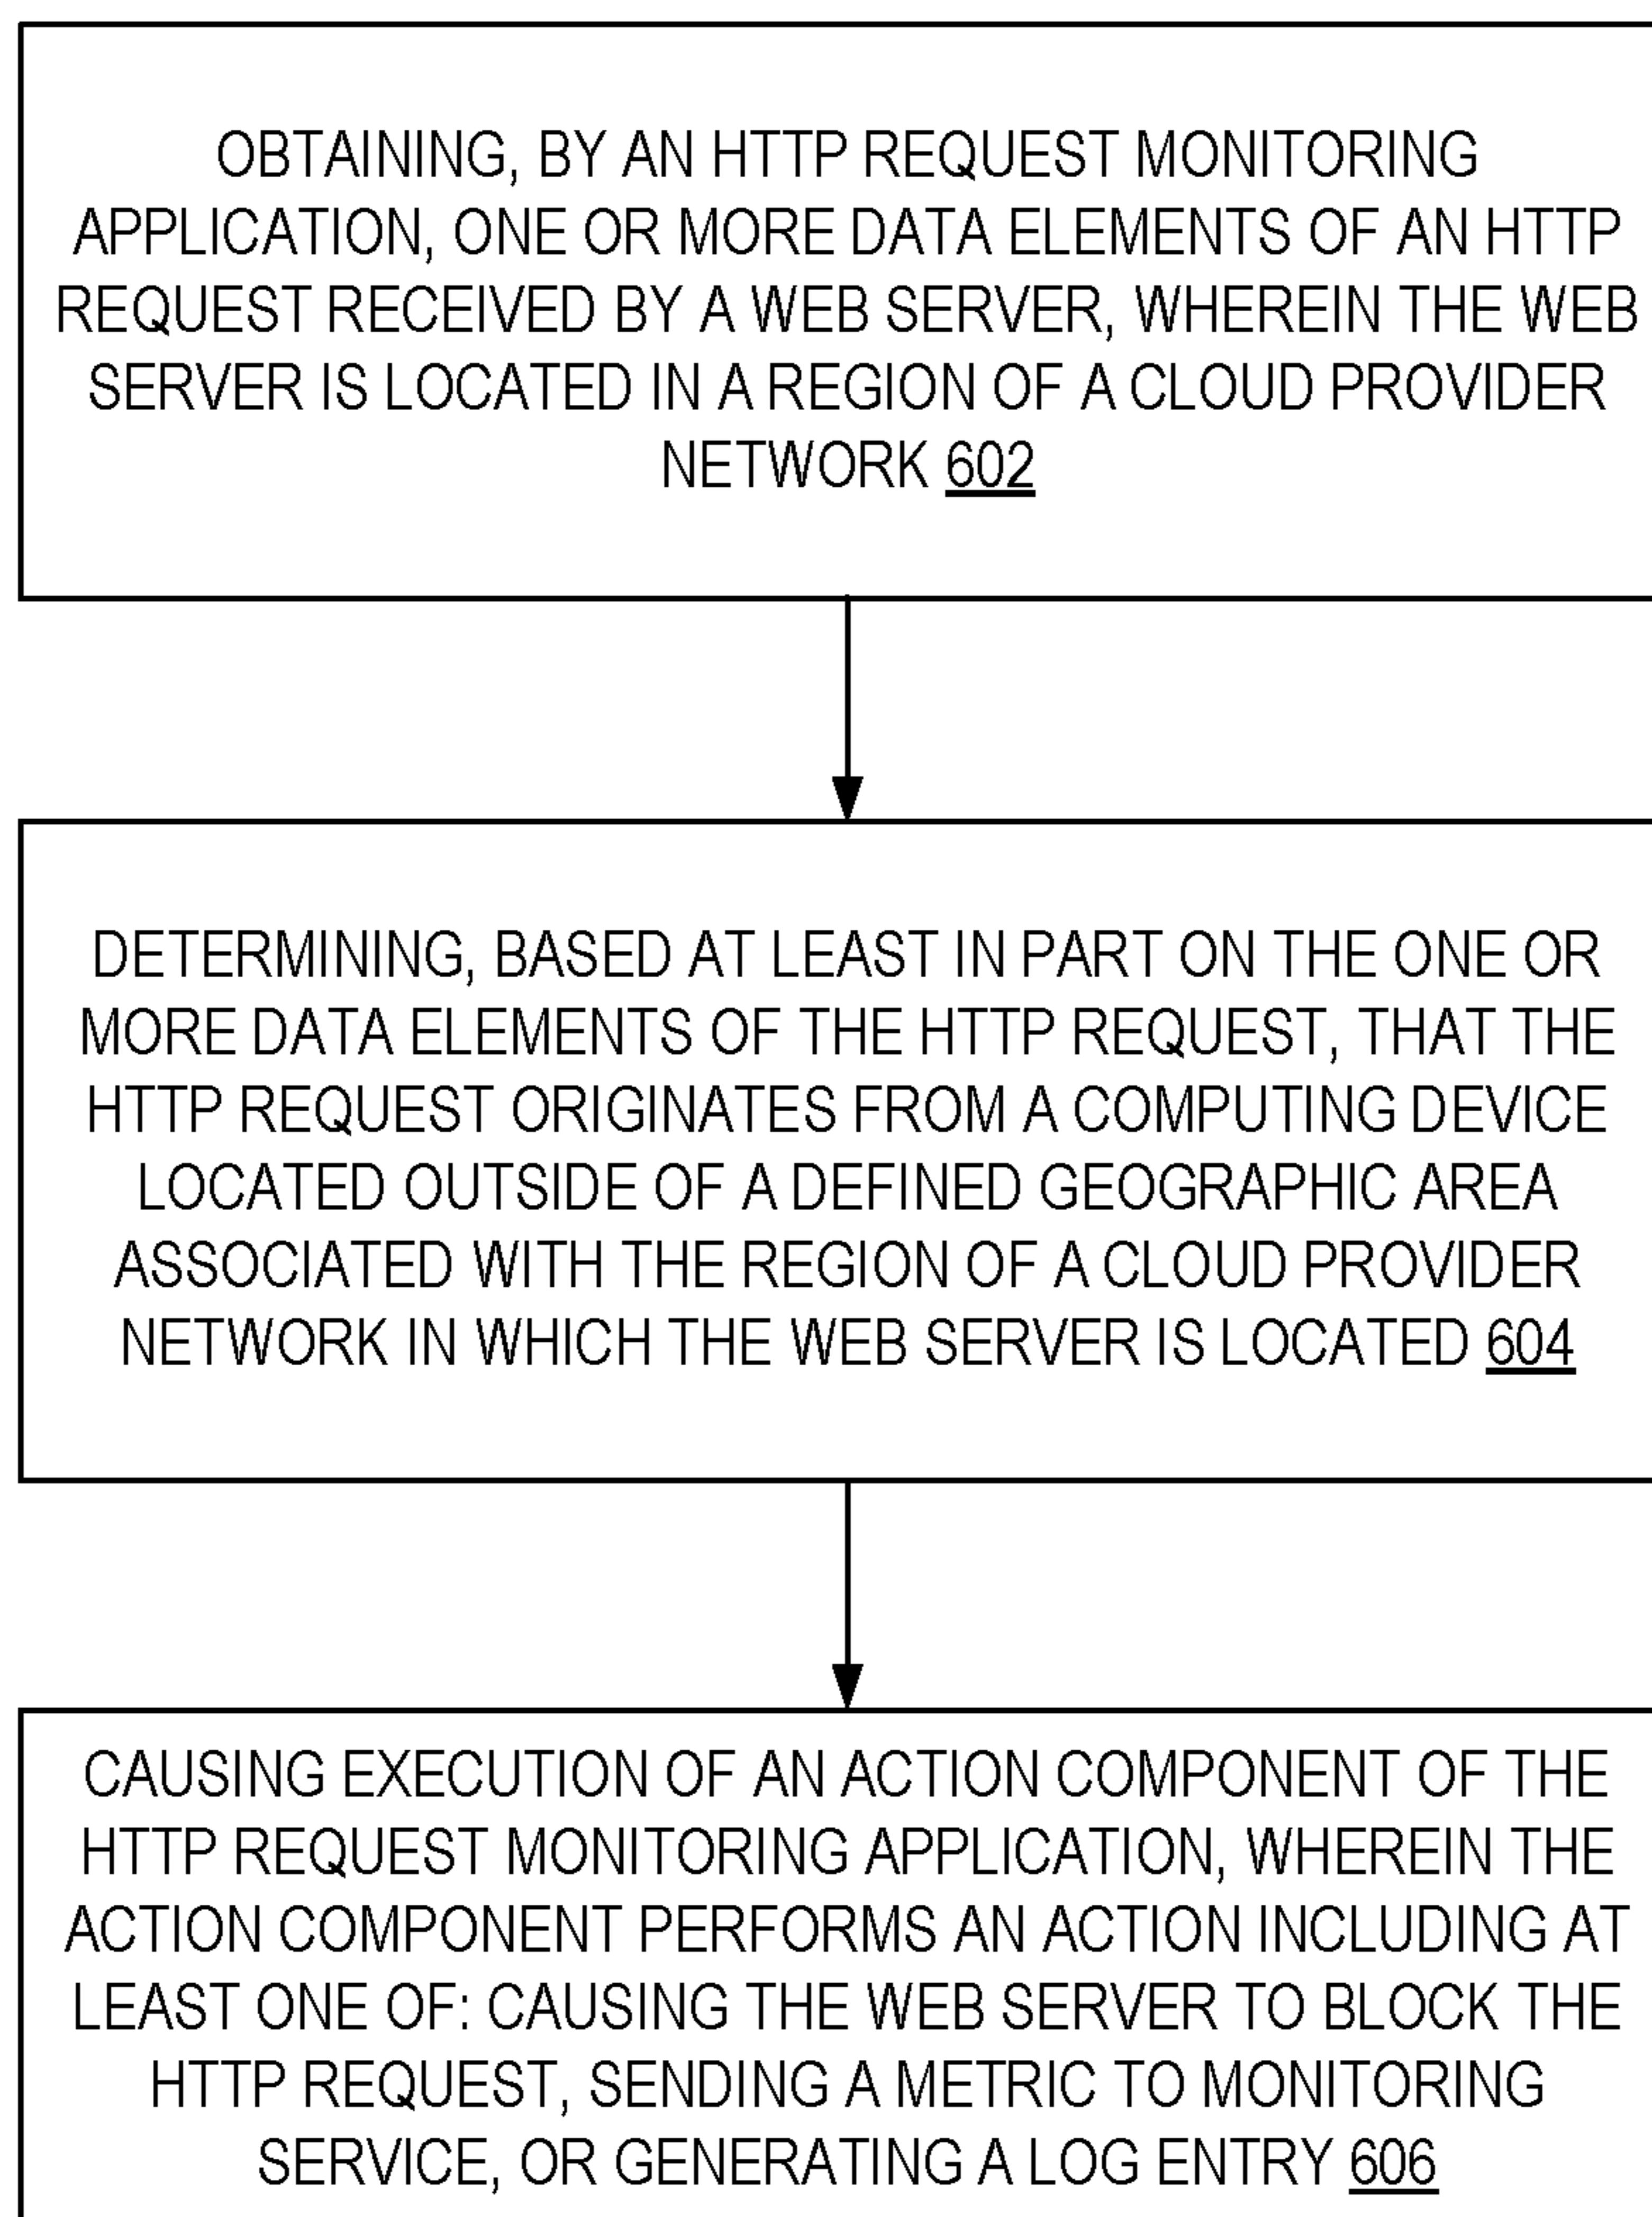 OBTAINING, BY AN HTTP REQUEST MONITORING
APPLICATION, ONE OR MORE DATA ELEMENTS OF AN HTTP
REQUEST RECEIVED BY A WEB SERVER, WHEREIN THE WEB
SERVER IS LOCATED IN A REGION OF A CLOUD PROVIDER
NETWORK 602
DETERMINING, BASED AT LEAST IN PART ON THE ONE OR
MORE DATA ELEMENTS OF THE HTTP REQUEST, THAT THE
HTTP REQUEST ORIGINATES FROM A COMPUTING DEVICE
LOCATED OUTSIDE OF A DEFINED GEOGRAPHIC AREA
ASSOCIATED WITH THE REGION OF A CLOUD PROVIDER
NETWORK IN WHICH THE WEB SERVER IS LOCATED 604
CAUSING EXECUTION OF AN ACTION COMPONENT OF THE
HTTP REQUEST MONITORING APPLICATION, WHEREIN THE
ACTION COMPONENT PERFORMS AN ACTION INCLUDING AT
LEAST ONE OF: CAUSING THE WEB SERVER TO BLOCK THE
HTTP REQUEST, SENDING A METRIC TO MONITORING
SERVICE, OR GENERATING A LOG ENTRY 606